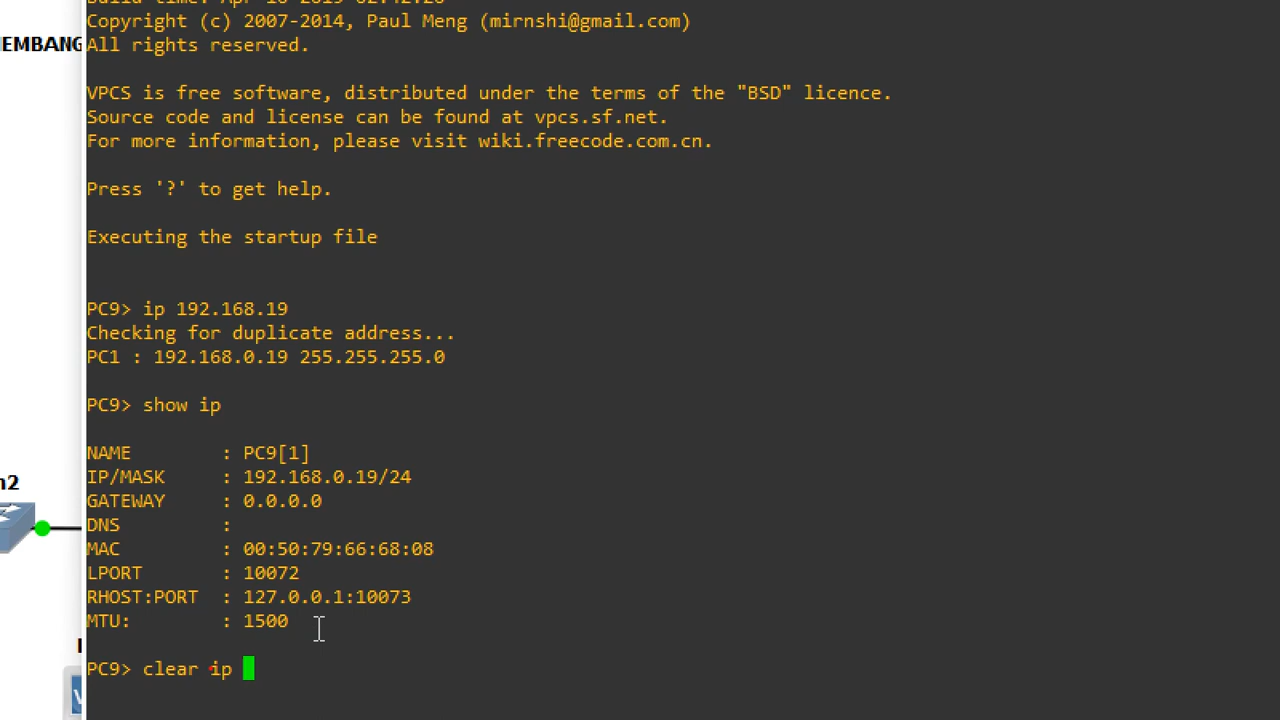 Copyright (c) 2007-2014, Paul Meng (mirnshi@gmail.com)
EMBANG
All rights reserved.
VPCS is free software, distributed under the terms of the "BSD" licence.
Source code and license can be found at vpcs.sf.net.
For more information, please visit wiki.freecode.com.cn.
Press '?' to get help.
Executing the startup file
PC9> ip 192.168.19
Checking for duplicate address...
PC1 : 192.168.0.19 255.255.255.0
PC9> show ip
NAME : PC9[1]
IP/MASK : 192.168.0.19/24
GATEWAY : 0.0.0.0
DNS :
MAC : 00:50:79:66:68:08
LPORT : 10072
RHOST:PORT : 127.0.0.1:10073
MTU: : 1500
PC9> clear ip